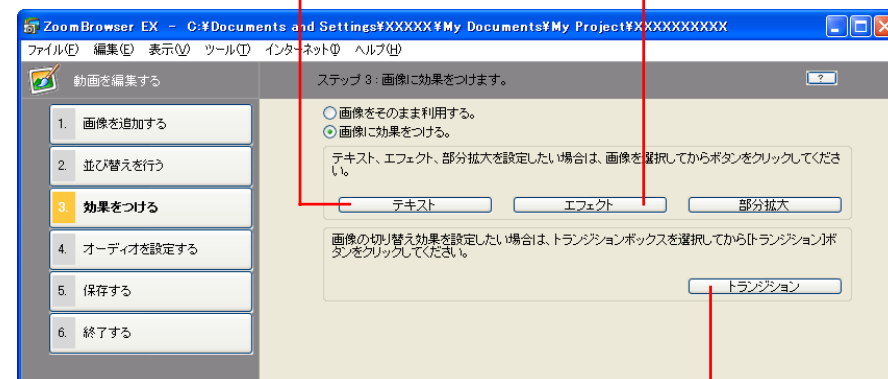 ZoomBrowser EX - C:¥Documents and Settings¥XXXXX¥My Documents¥My Project¥XXXXXXXXXX
ファイル(F) 編集(E) 表示(V) ツール(T) インターネット(I) ヘルプ(H)
動画を編集する
ステップ 3 : 画像に効果をつけます。
?
1. 画像を追加する
2. 並び替えを行う
3. 効果をつける
4. オーディオを設定する
5. 保存する
6. 終了する
画像をそのまま利用する。
画像に効果をつける。
テキスト、エフェクト、部分拡大を設定したい場合は、画像を選択してからボタンをクリックしてくださ
い。
テキスト エフェクト 部分拡大
画像の切り替え効果を設定したい場合は、トランジションボックスを選択してから[トランジション]ボ
タンをクリックしてください。
トランジション